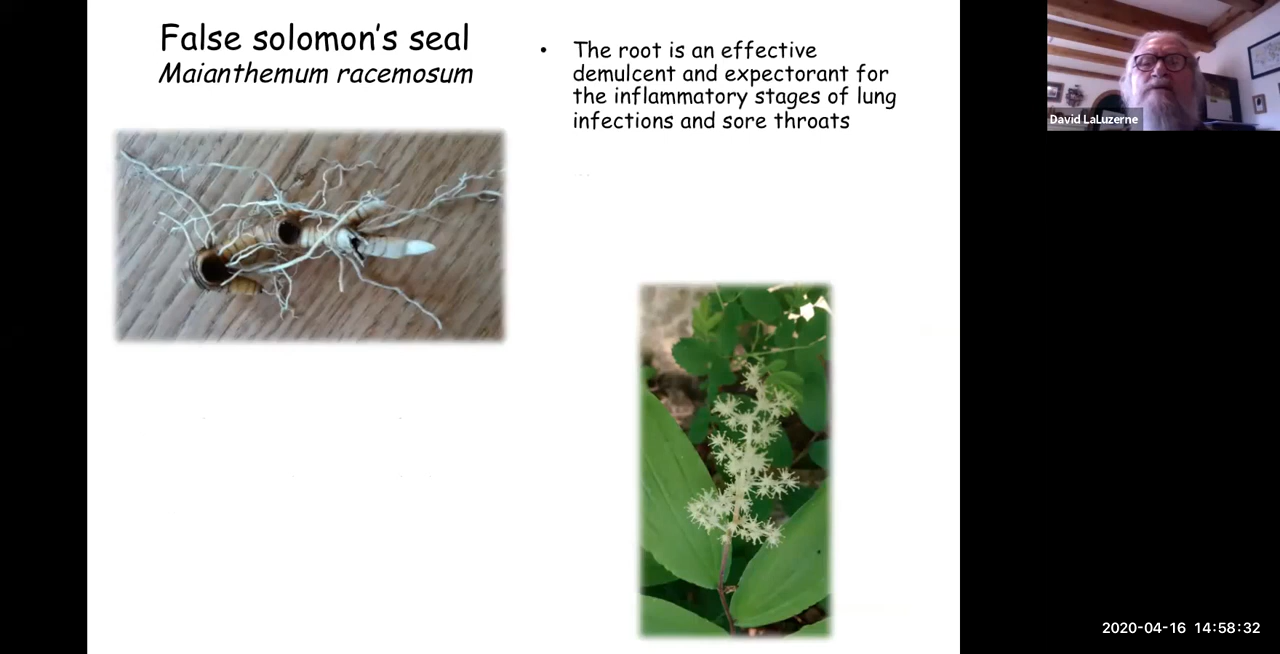 False solomon's seal
Maianthemum racemosum
• The root is an effective
demulcent and expectorant for
the inflammatory stages of lung
infections and sore throats
David LaLuzerne
2020-04-16 14:58:32